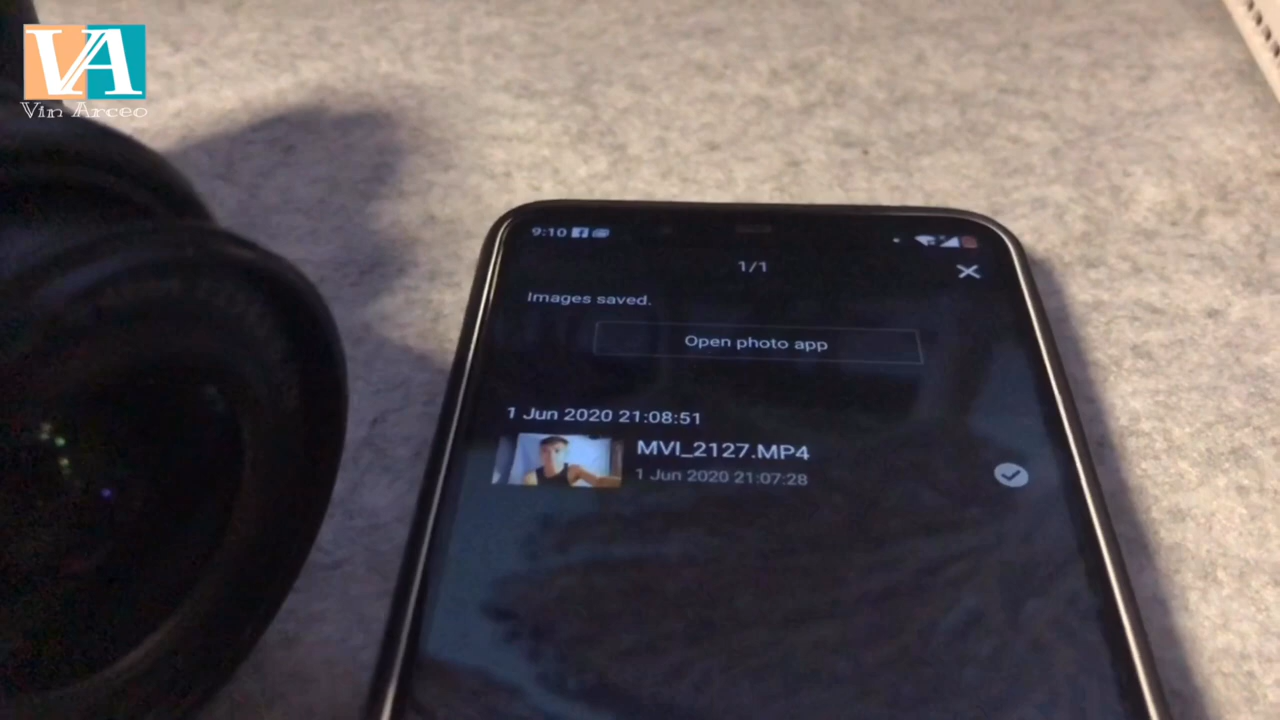 VA
Vin Arceo
9:10
1/1
Images saved.
Open photo app
1 Jun 2020 21:08:51
MVI_2127.MP4
1 Jun 2020 21:07:28